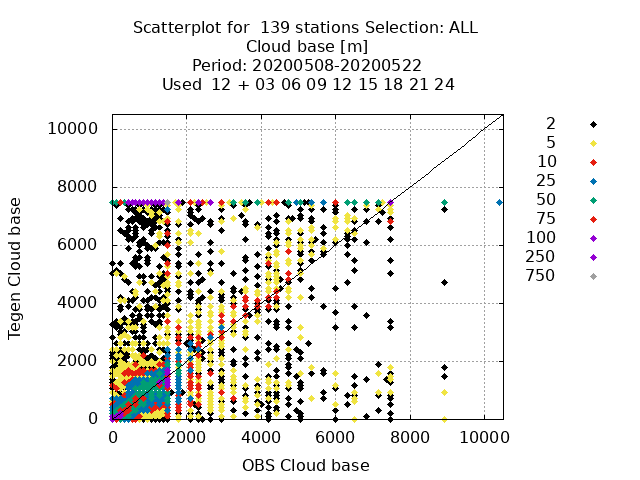 Scatterplot for  139 stations Selection: ALL
Cloud base [m]
Period: 20200508-20200522
Used  12 + 03 06 09 12 15 18 21 24
10000
8000
6000
4000
2000
0
Tegen Cloud base
0 2000 4000 6000 8000 10000
OBS Cloud base
2
5
10
25
50
75
100
250
750